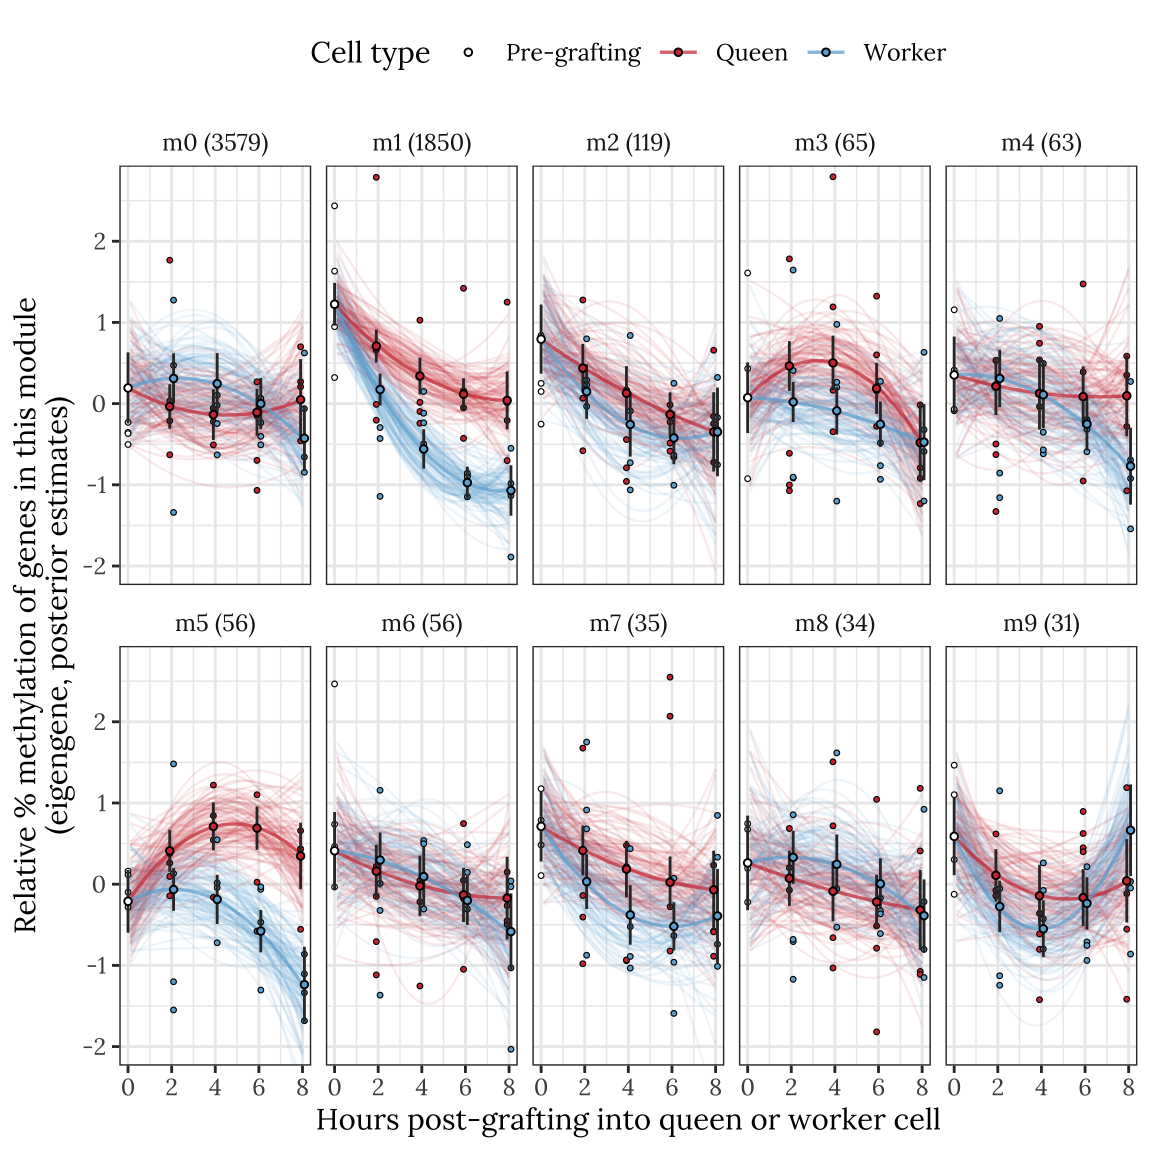 Cell type Pre-grafting Queen Worker
m0 (3579) m1 (1850) m2 (119) m3 (65) m4 (63)
2
1
0
-1
-2
m5 (56) m6 (56) m7 (35) m8 (34) m9 (31)
2
1
0
-1
-2
0 2 4 6 8 0 2 4 6 8 0 2 4 6 8 0 2 4 6 8 0 2 4 6 8
Hours post-grafting into queen or worker cell
Relative % methylation of genes in this module
(eigengene, posterior estimates)